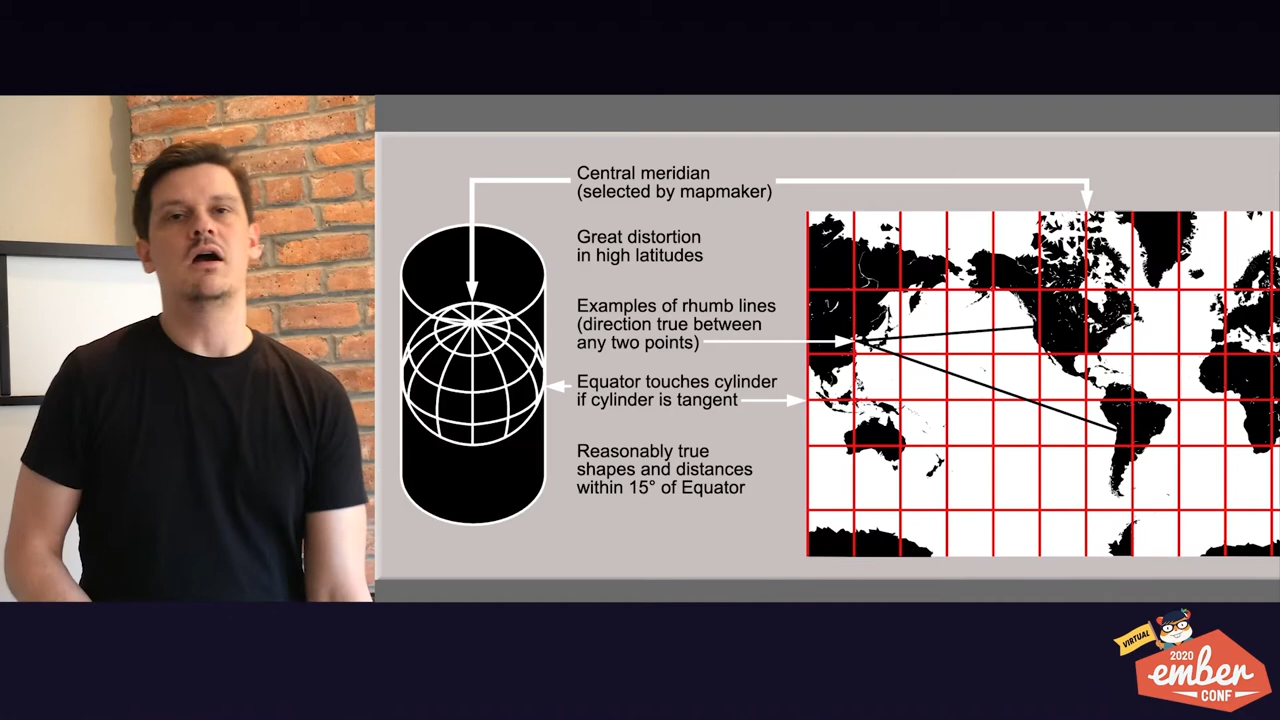 Central meridian
(selected by mapmaker)
Great distortion
in high latitudes
Examples of rhumb lines
(direction true between
any two points)
Equator touches cylinder
if cylinder is tangent
Reasonably true
shapes and distances
within 15° of Equator
VIRTUAL
2020
ember
CONF